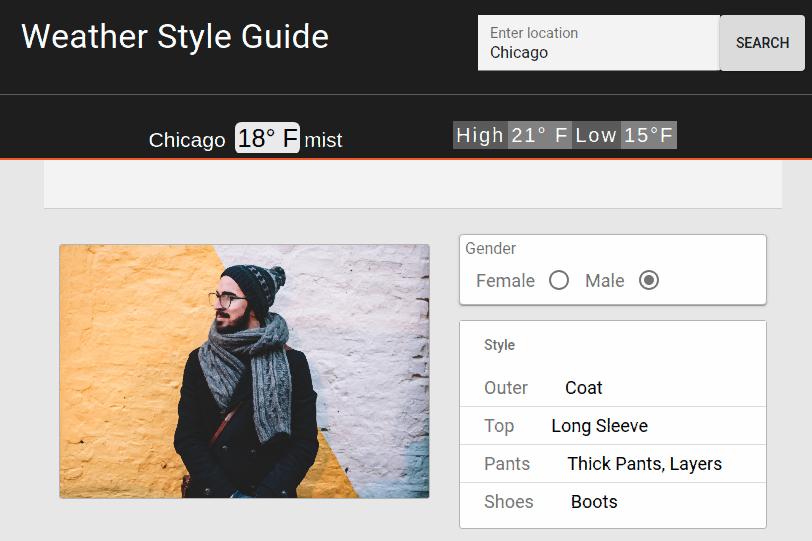 Weather Style Guide
Enter location
Chicago
SEARCH
Chicago 18° F mist
High 21° F Low 15°F
Gender
Female Male
Style
Outer Coat
Top Long Sleeve
Pants Thick Pants, Layers
Shoes Boots